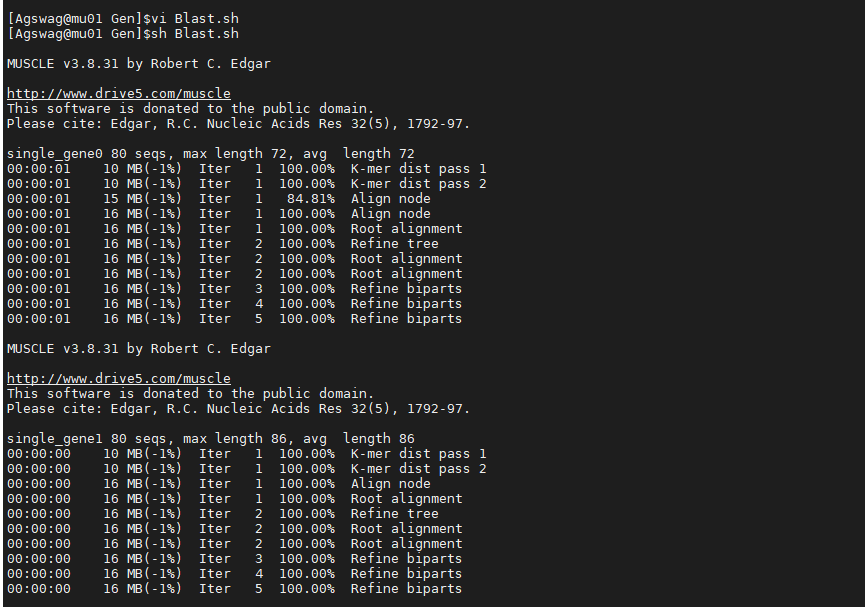 [Agswag@mu01 Gen]$vi Blast.sh
[Agswag@mu01 Gen]$sh Blast.sh
MUSCLE v3.8.31 by Robert C. Edgar
http://www.drive5.com/muscle
This software is donated to the public domain.
Please cite: Edgar, R.C. Nucleic Acids Res 32(5), 1792-97.
single_gene0 80 seqs, max length 72, avg  length 72
00:00:01    10 MB(-1%)  Iter   1  100.00%  K-mer dist pass 1
00:00:01    10 MB(-1%)  Iter   1  100.00%  K-mer dist pass 2
00:00:01    15 MB(-1%)  Iter   1   84.81%  Align node
00:00:01    16 MB(-1%)  Iter   1  100.00%  Align node
00:00:01    16 MB(-1%)  Iter   1  100.00%  Root alignment
00:00:01    16 MB(-1%)  Iter   2  100.00%  Refine tree
00:00:01    16 MB(-1%)  Iter   2  100.00%  Root alignment
00:00:01    16 MB(-1%)  Iter   2  100.00%  Root alignment
00:00:01    16 MB(-1%)  Iter   3  100.00%  Refine biparts
00:00:01    16 MB(-1%)  Iter   4  100.00%  Refine biparts
00:00:01    16 MB(-1%)  Iter   5  100.00%  Refine biparts
MUSCLE v3.8.31 by Robert C. Edgar
http://www.drive5.com/muscle
This software is donated to the public domain.
Please cite: Edgar, R.C. Nucleic Acids Res 32(5), 1792-97.
single_gene1 80 seqs, max length 86, avg  length 86
00:00:00    10 MB(-1%)  Iter   1  100.00%  K-mer dist pass 1
00:00:00    10 MB(-1%)  Iter   1  100.00%  K-mer dist pass 2
00:00:00    16 MB(-1%)  Iter   1  100.00%  Align node
00:00:00    16 MB(-1%)  Iter   1  100.00%  Root alignment
00:00:00    16 MB(-1%)  Iter   2  100.00%  Refine tree
00:00:00    16 MB(-1%)  Iter   2  100.00%  Root alignment
00:00:00    16 MB(-1%)  Iter   2  100.00%  Root alignment
00:00:00    16 MB(-1%)  Iter   3  100.00%  Refine biparts
00:00:00    16 MB(-1%)  Iter   4  100.00%  Refine biparts
00:00:00    16 MB(-1%)  Iter   5  100.00%  Refine biparts